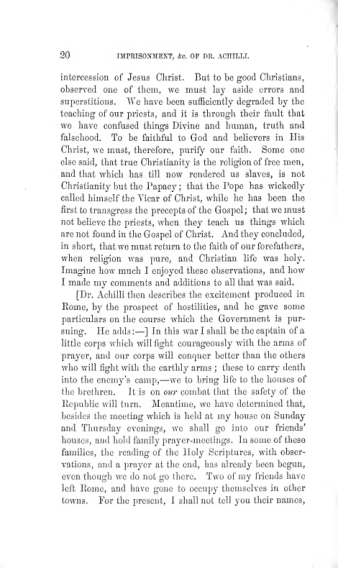 20 IMPRISONMENT, &c. OF DR. ACHILLI.
intercession of Jesus Christ. But to be good Christians,
observed one of them, we must lay aside errors and
superstitions. We have been sufficiently degraded by the
teaching of our priests, and it is through their fault that
we have confused things Divine and human, truth and
falsehood. To be faithful to God and believers in His
Christ, we must, therefore, purify our faith. Some one
else said, that true Christianity is the religion of free men,
and that which has till now rendered us slaves, is not
Christianity but the Papacy; that the Pope has wickedly
called himself the Vicar of Christ, while he has been the
first to transgress the precepts of the Gospel; that we must
not believe the priests, when they teach us things which
are not found in the Gospel of Christ. And they concluded,
in short, that we must return to the faith of our forefathers,
when religion was pure, and Christian life was holy.
Imagine how much I enjoyed these observations, and how
I made my comments and additions to all that was said.
[Dr. Achilli then describes the excitement produced in
Rome, by the prospect of hostilities, and he gave some
particulars on the course which the Government is pur-
suing. He adds:—] In this war I shall be the captain of a
little corps which will fight courageously with the arms of
prayer, and our corps will conquer better than the others
who will fight with the earthly arms; these to carry death
into the enemy's camp,—we to bring life to the houses of
the brethren. It is on our combat that the safety of the
Republic will turn. Meantime, we have determined that,
besides the meeting which is held at my house on Sunday
and Thursday evenings, we shall go into our friends'
houses, and hold family prayer-meetings. In some of these
families, the reading of the Holy Scriptures, with obser-
vations, and a prayer at the end, has already been begun,
even though we do not go there. Two of my friends have
left Rome, and have gone to occupy themselves in other
towns. For the present, I shall not tell you their names,